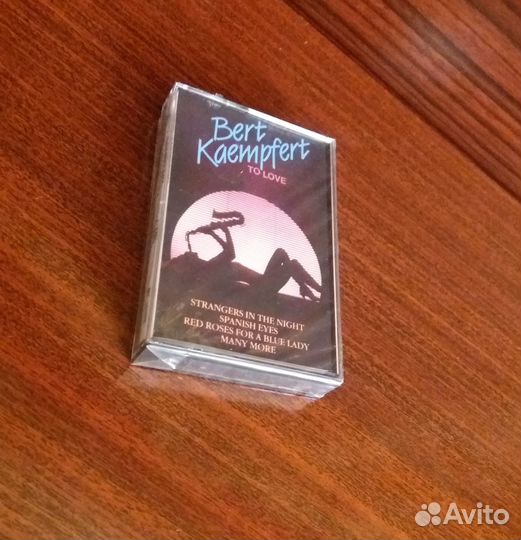 Bert
Kaempfert
TO LOVE
STRANGERS IN THE NIGHT
SPANISH EYES
RED ROSES FOR A BLUE LADY
MANY MORE
Avito